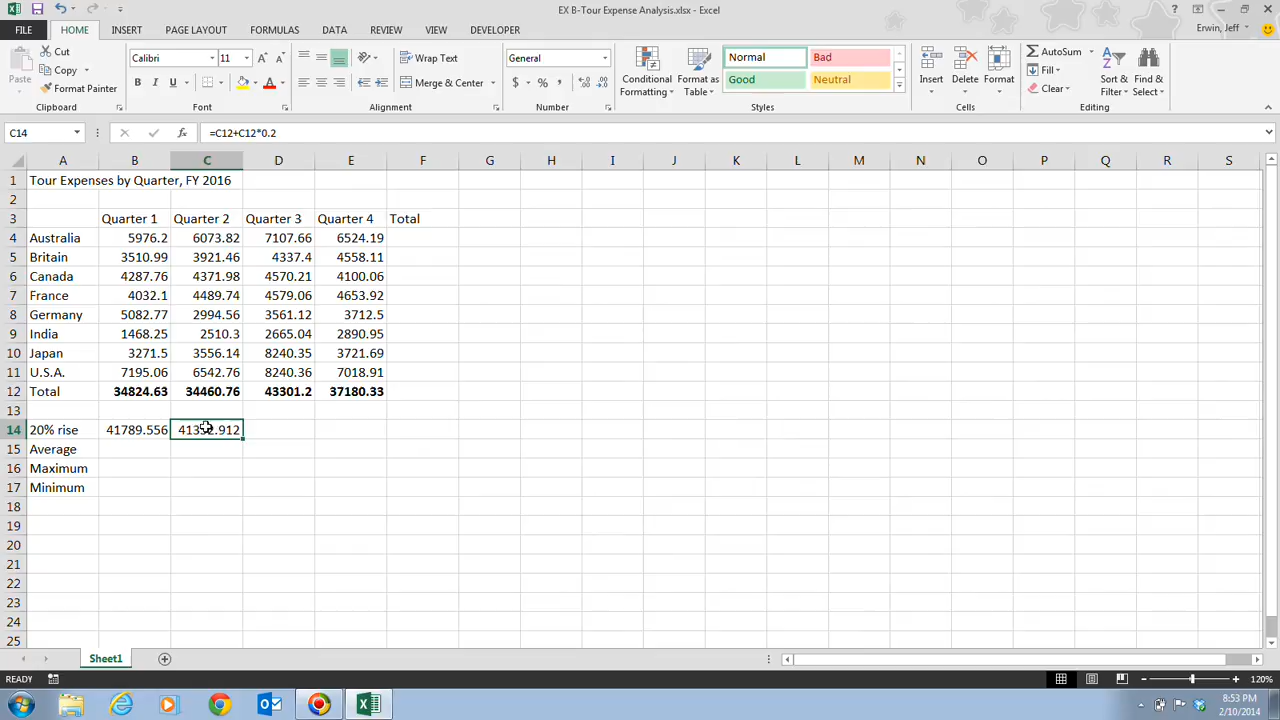 EX B-Tour Expense Analysis.xlsx - Excel
FILE HOME INSERT PAGE LAYOUT FORMULAS DATA REVIEW VIEW DEVELOPER Erwin, Jeff
Paste Cut Copy Format Painter Clipboard
Calibri 11 B I U A Font
Wrap Text Merge & Center Alignment
General $ % , Number
Conditional Formatting Format as Table Normal Bad Good Neutral Styles
Insert Delete Format Cells
AutoSum Fill Clear Sort & Filter Find & Select Editing
C14 fx =C12+C12*0.2
A B C D E F G H I J K L M N O P Q R S
1 Tour Expenses by Quarter, FY 2016
2
3 Quarter 1 Quarter 2 Quarter 3 Quarter 4 Total
4 Australia 5976.2 6073.82 7107.66 6524.19
5 Britain 3510.99 3921.46 4337.4 4558.11
6 Canada 4287.76 4371.98 4570.21 4100.06
7 France 4032.1 4489.74 4579.06 4653.92
8 Germany 5082.77 2994.56 3561.12 3712.5
9 India 1468.25 2510.3 2665.04 2890.95
10 Japan 3271.5 3556.14 8240.35 3721.69
11 U.S.A. 7195.06 6542.76 8240.36 7018.91
12 Total 34824.63 34460.76 43301.2 37180.33
13
14 20% rise 41789.556
15 Average
16 Maximum
17 Minimum
18
19
20
21
22
23
24
25
Sheet1
READY 120%
8:53 PM
2/10/2014